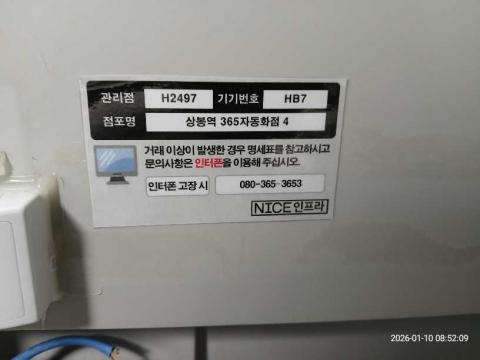 관리점 H2497 기기번호 HB7
점포명 상봉역 365자동화점 4
거래 이상이 발생한 경우 명세표를 참고하시고
문의사항은 인터폰을 이용해 주십시오.
인터폰 고장 시 080-365-3653
NICE인프라
2026-01-10 08:52:09